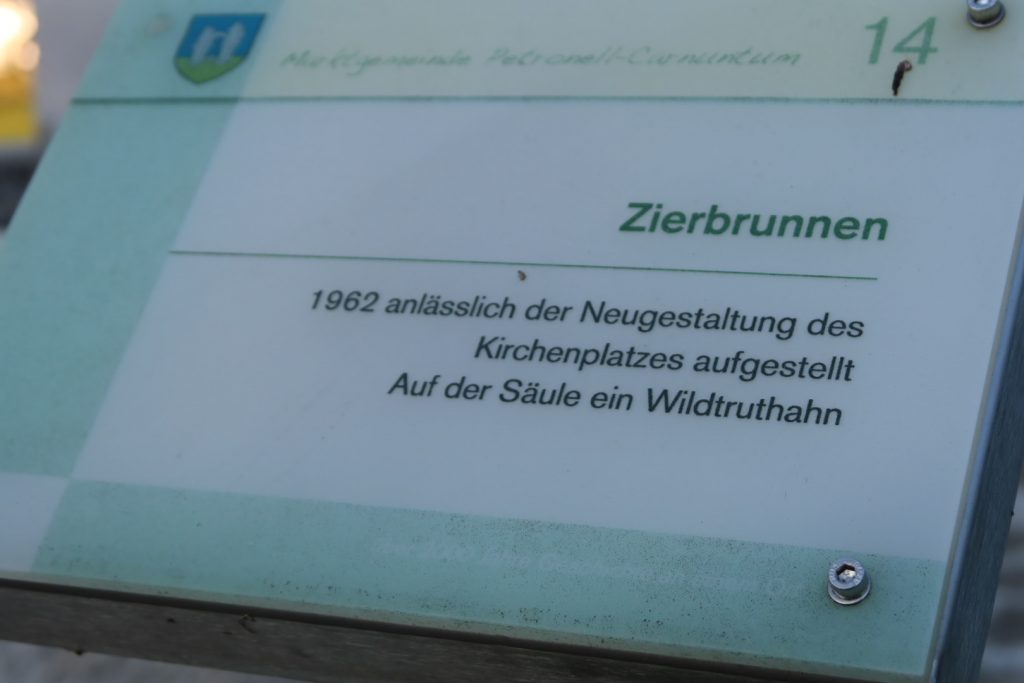 Marktgemeinde Petronell-Carnuntum 14
Zierbrunnen
1962 anlässlich der Neugestaltung des
Kirchenplatzes aufgestellt
Auf der Säule ein Wildtruthahn